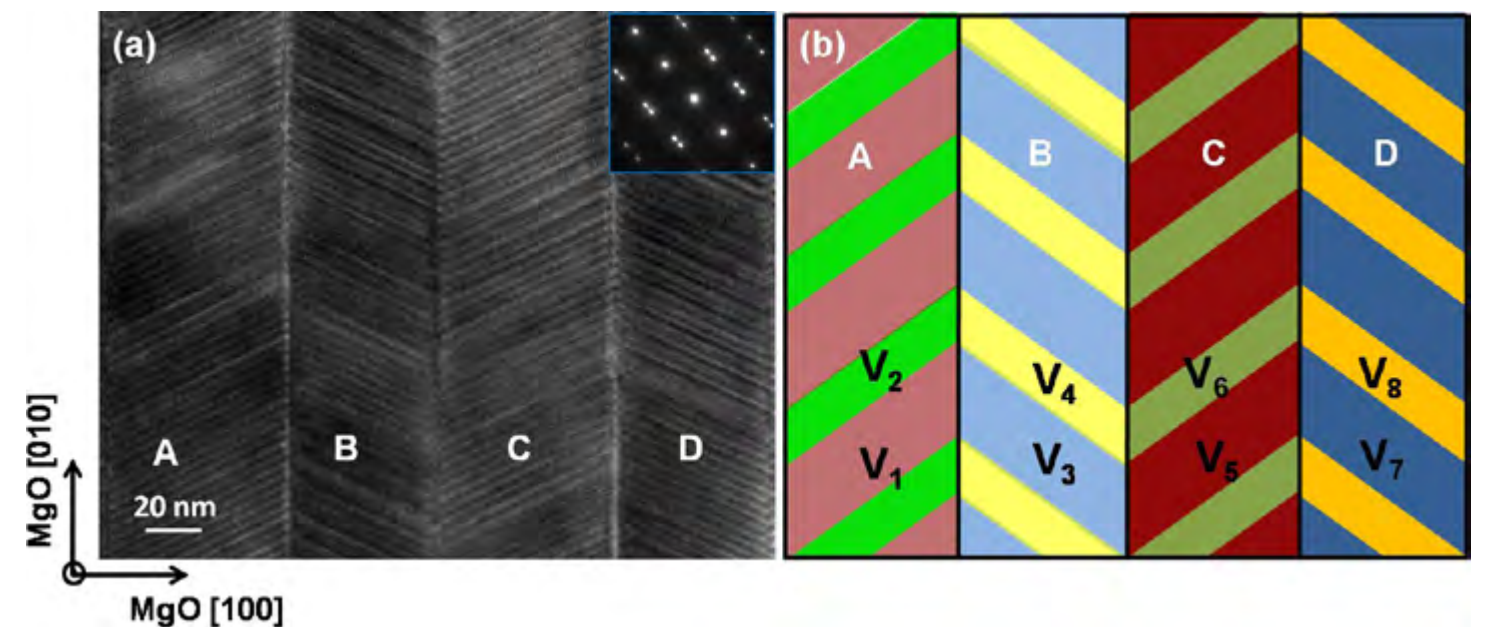 (a)
A
B
C
D
20 nm
MgO [010]
MgO [100]
(b)
A
B
C
D
V₂
V₄
V₆
V₈
V₁
V₃
V₅
V₇